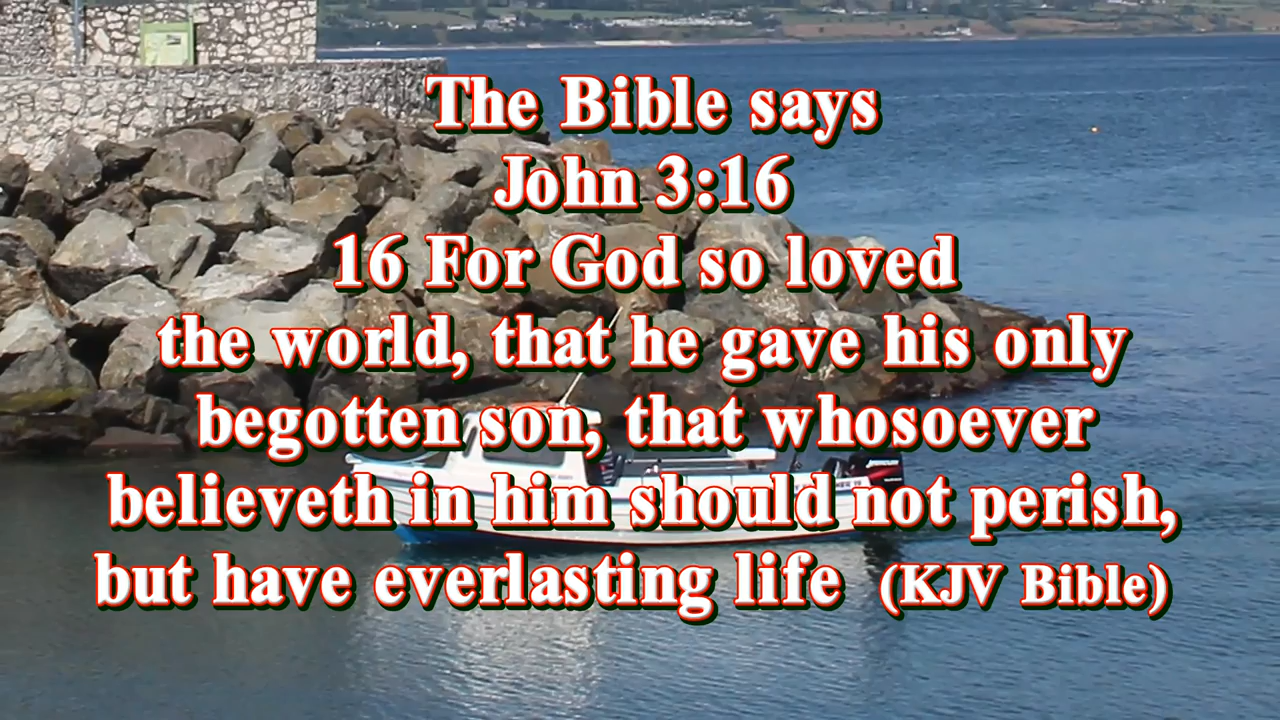 The Bible says
John 3:16
16 For God so loved
the world, that he gave his only
begotten son, that whosoever
believeth in him should not perish,
but have everlasting life (KJV Bible)